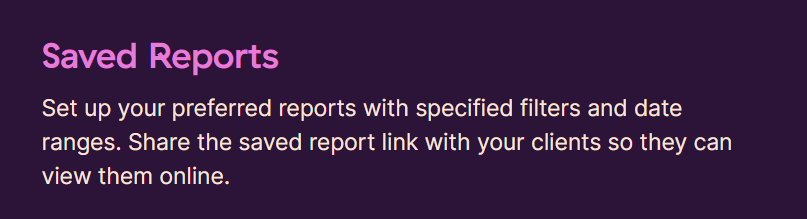 Saved Reports
Set up your preferred reports with specified filters and date
ranges. Share the saved report link with your clients so they can
view them online.